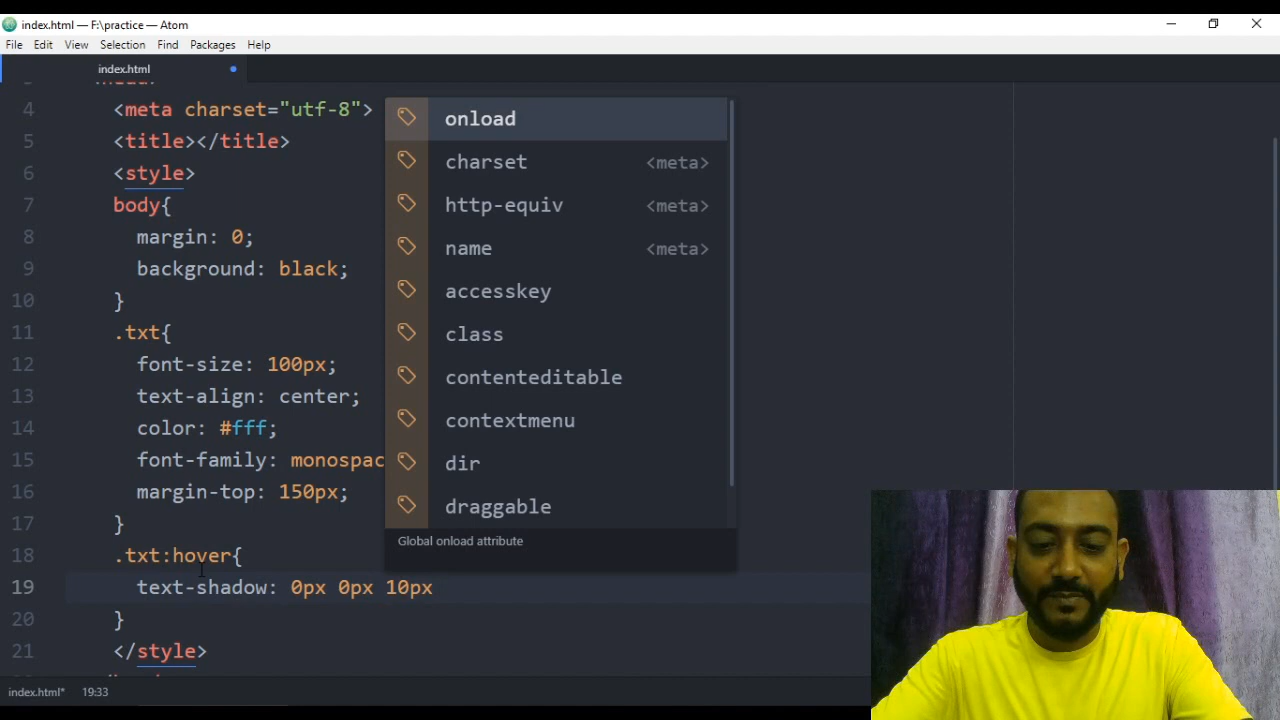 index.html — F:\practice — Atom
File Edit View Selection Find Packages Help
index.html
4 <meta charset="utf-8">
5 <title></title>
6 <style>
7 body{
8 margin: 0;
9 background: black;
10 }
11 .txt{
12 font-size: 100px;
13 text-align: center;
14 color: #fff;
15 font-family: monospac
16 margin-top: 150px;
17 }
18 .txt:hover{
19 text-shadow: 0px 0px 10px
20 }
21 </style>
onload
charset <meta>
http-equiv <meta>
name <meta>
accesskey
class
contenteditable
contextmenu
dir
draggable
Global onload attribute
index.html* 19:33